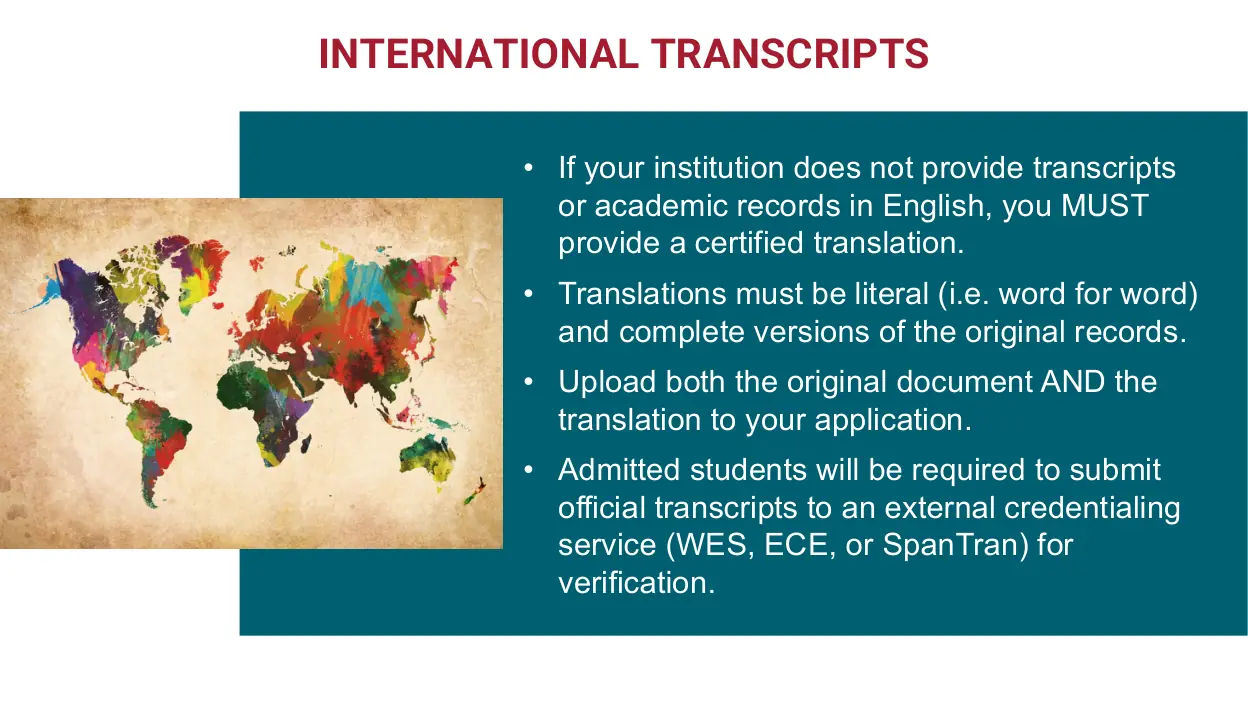 INTERNATIONAL TRANSCRIPTS
• If your institution does not provide transcripts
or academic records in English, you MUST
provide a certified translation.
• Translations must be literal (i.e. word for word)
and complete versions of the original records.
• Upload both the original document AND the
translation to your application.
• Admitted students will be required to submit
official transcripts to an external credentialing
service (WES, ECE, or SpanTran) for
verification.